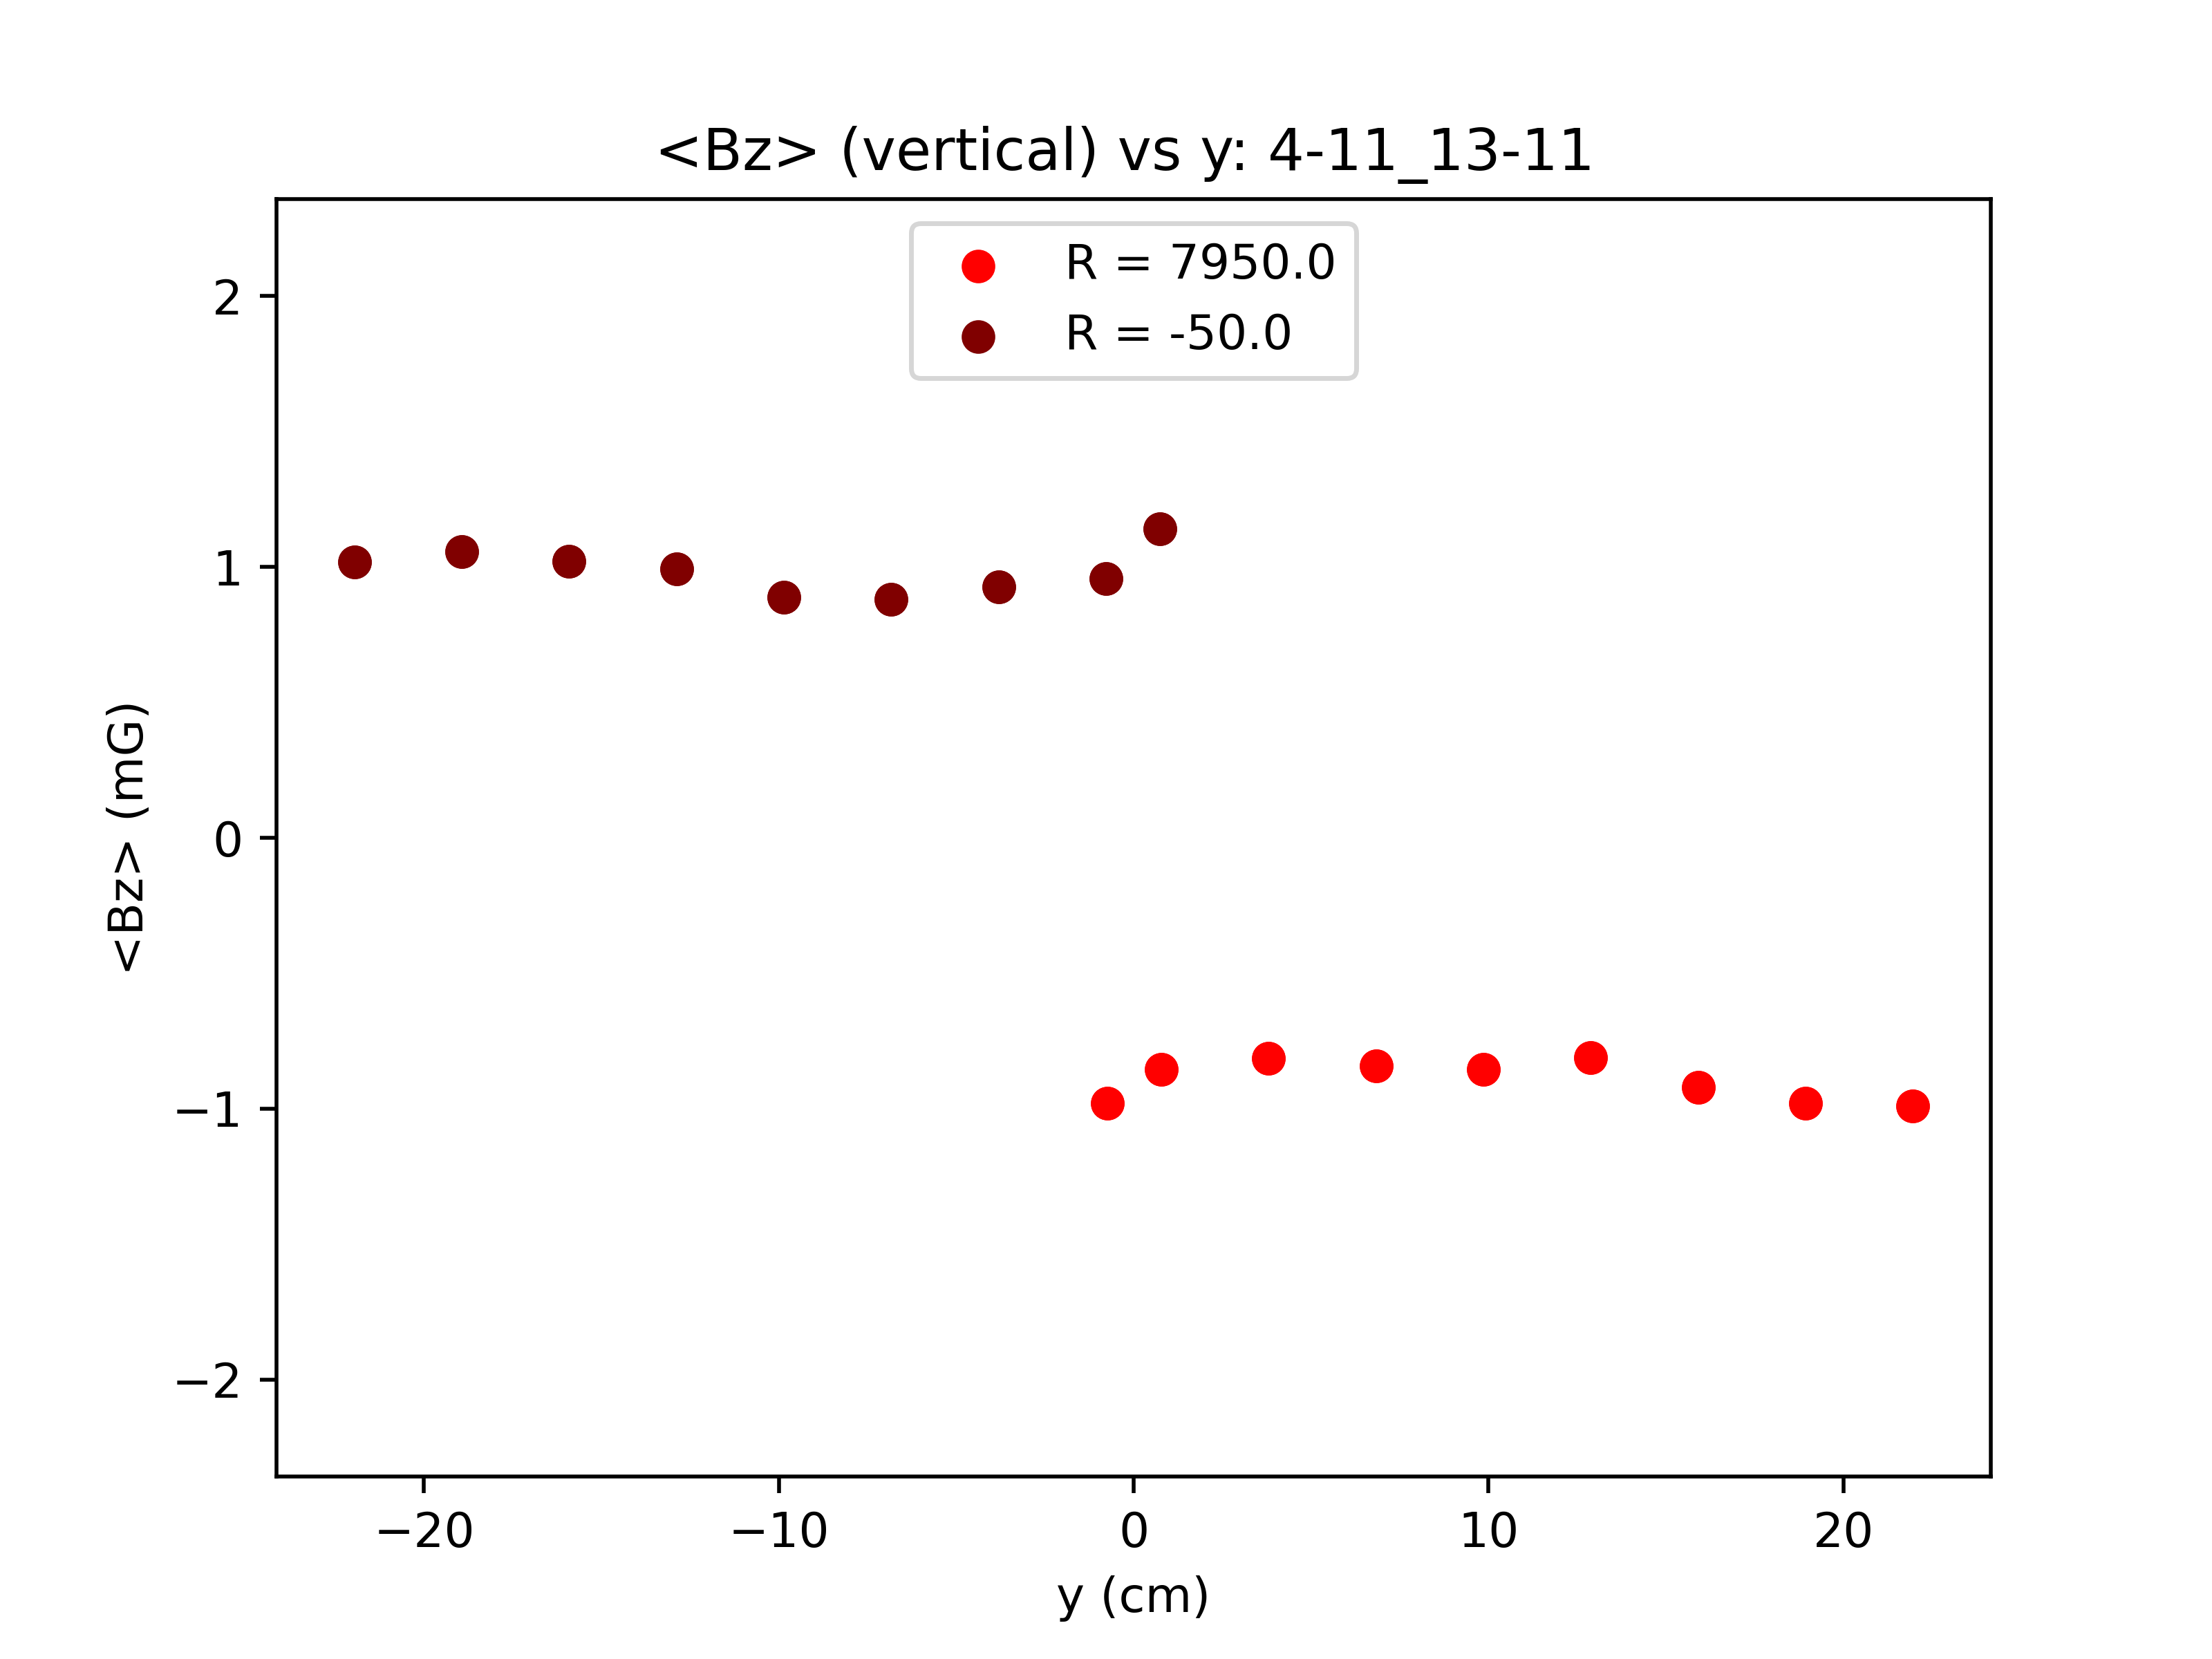 <Bz> (vertical) vs y: 4-11_13-11
R = 7950.0
R = -50.0
2
1
0
−1
−2
<Bz> (mG)
−20
−10
0
10
20
y (cm)